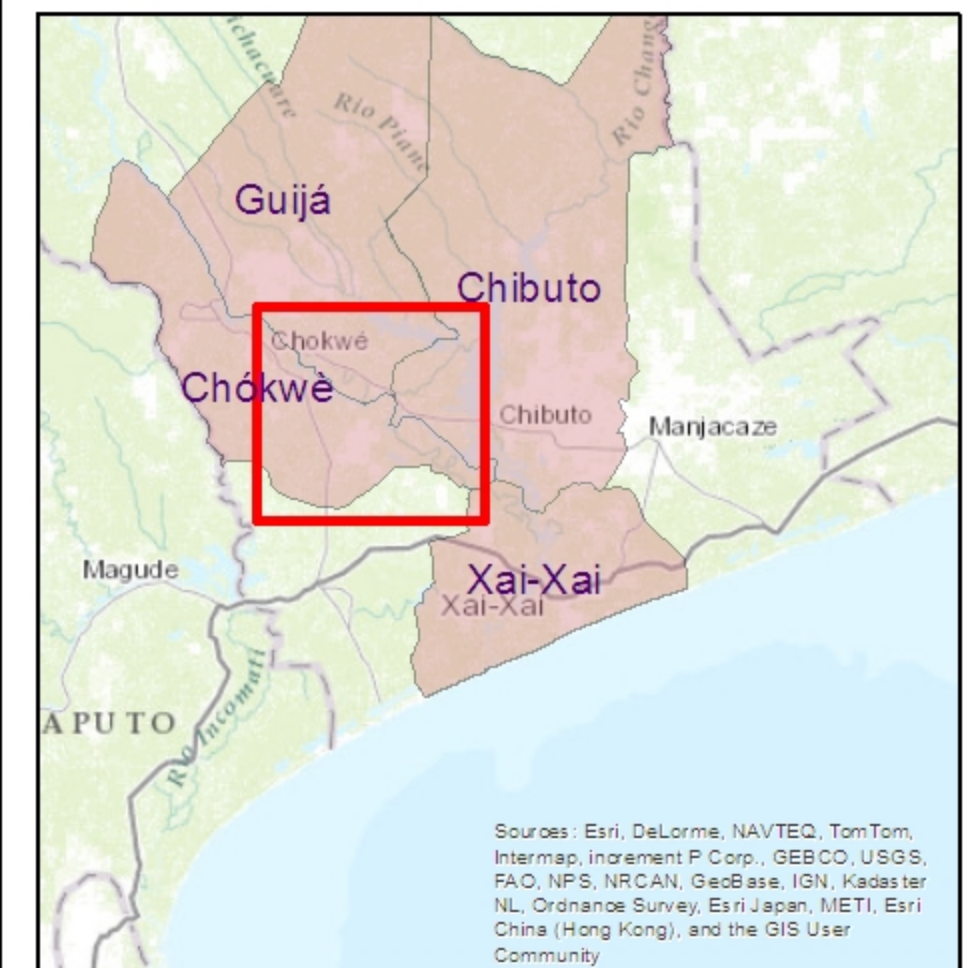 ichacuare
Rio Piane
Rio Chang
Guijá
Chibuto
Chokwé
Chókwè
Chibuto
Manjacaze
Magude
Xai-Xai
Xai-Xai
Rio Incomati
APUTO
Sources: Esri, DeLorme, NAVTEQ, TomTom,
Intermap, increment P Corp., GEBCO, USGS,
FAO, NPS, NRCAN, GeoBase, IGN, Kadaster
NL, Ordnance Survey, Esri Japan, METI, Esri
China (Hong Kong), and the GIS User
Community